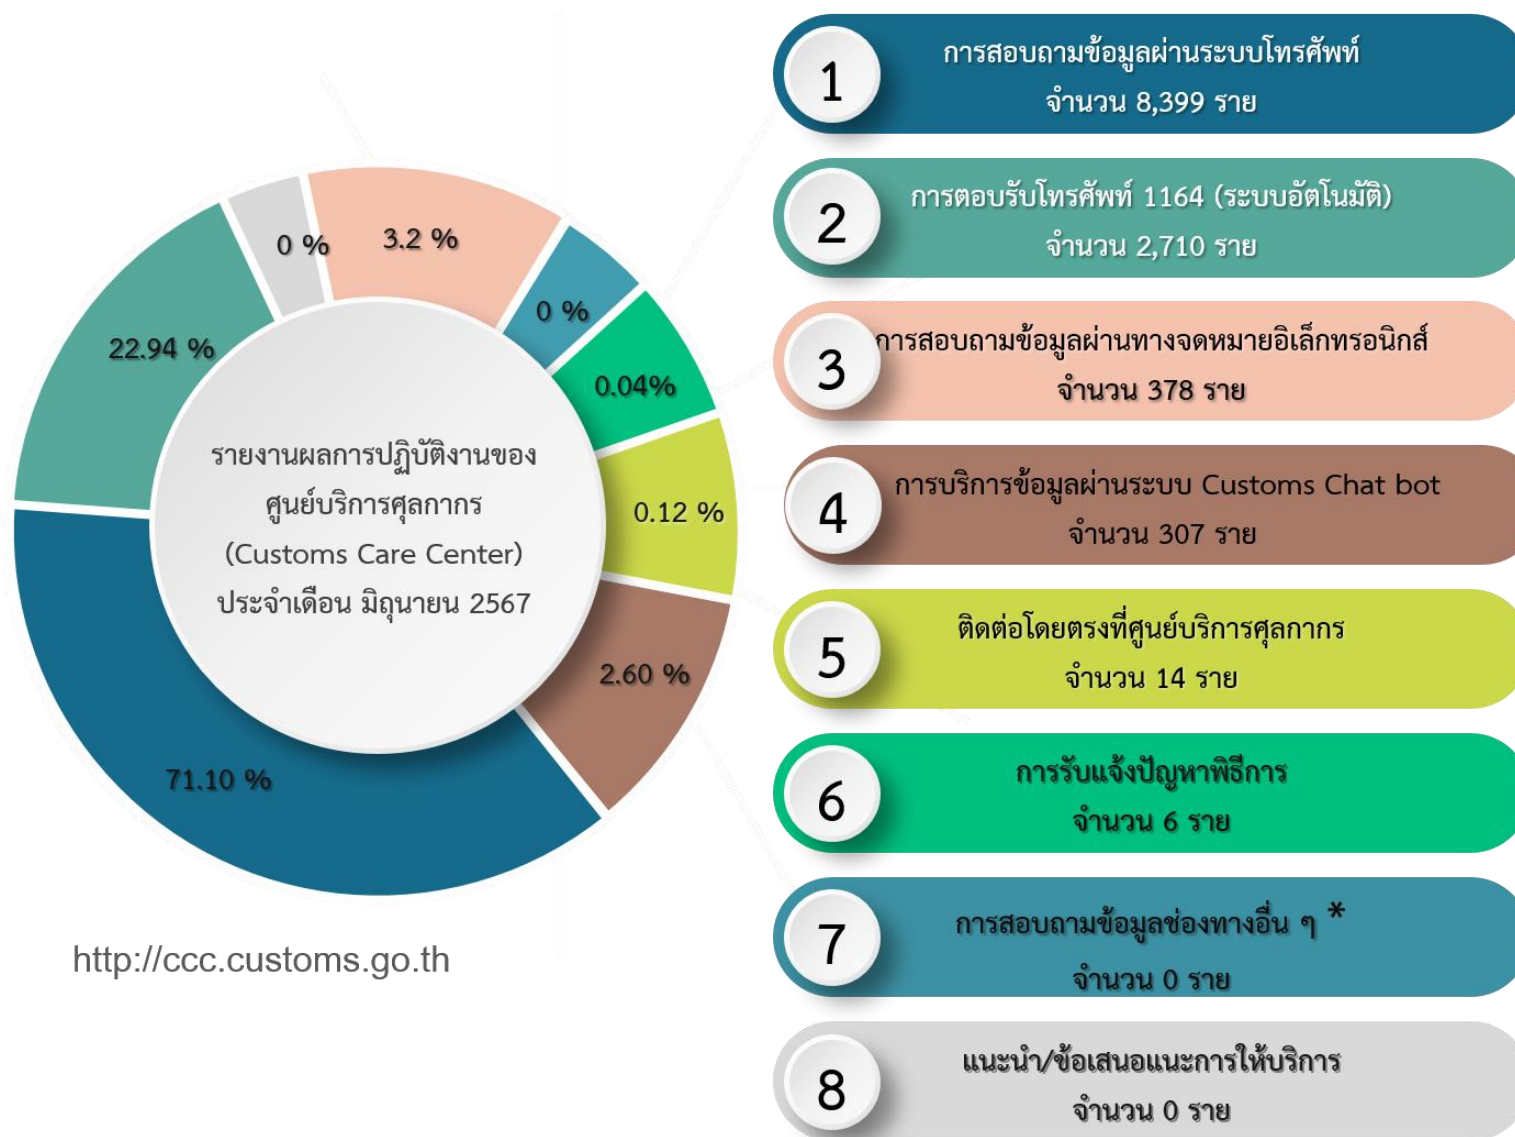 0 %
3.2 %
0 %
22.94 %
0.04%
0.12 %
2.60 %
71.10 %
รายงานผลการปฏิบัติงานของ
ศูนย์บริการศุลกากร
(Customs Care Center)
ประจำเดือน มิถุนายน 2567
http://ccc.customs.go.th
1
การสอบถามข้อมูลผ่านระบบโทรศัพท์
จำนวน 8,399 ราย
2
การตอบรับโทรศัพท์ 1164 (ระบบอัตโนมัติ)
จำนวน 2,710 ราย
3
การสอบถามข้อมูลผ่านทางจดหมายอิเล็กทรอนิกส์
จำนวน 378 ราย
4
การบริการข้อมูลผ่านระบบ Customs Chat bot
จำนวน 307 ราย
5
ติดต่อโดยตรงที่ศูนย์บริการศุลกากร
จำนวน 14 ราย
6
การรับแจ้งปัญหาพิธีการ
จำนวน 6 ราย
7
การสอบถามข้อมูลช่องทางอื่น ๆ *
จำนวน 0 ราย
8
แนะนำ/ข้อเสนอแนะการให้บริการ
จำนวน 0 ราย